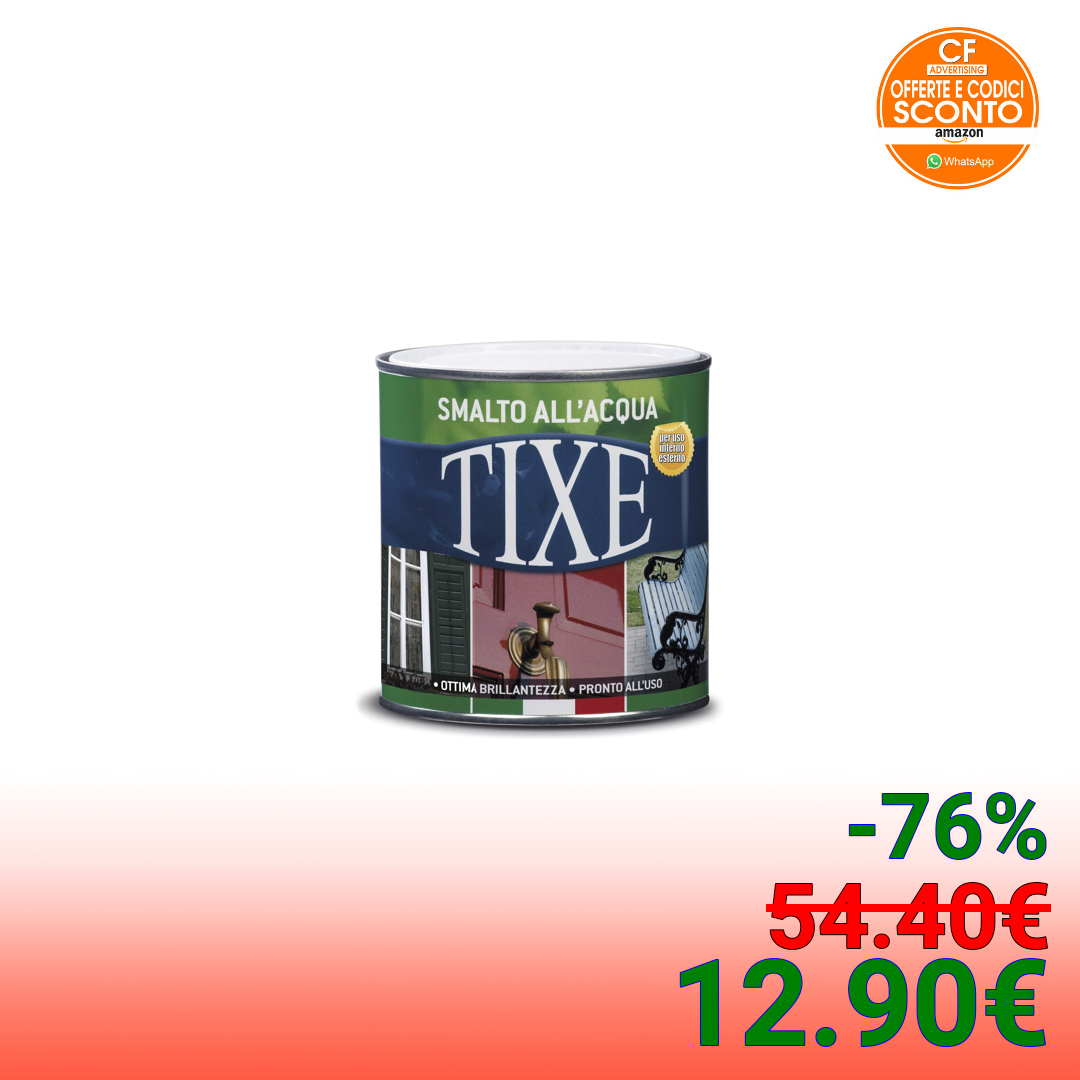 CF
ADVERTISING
OFFERTE E CODICI
SCONTO
amazon
WhatsApp
SMALTO ALL'ACQUA
per uso
interno
esterno
TIXE
• OTTIMA BRILLANTEZZA • PRONTO ALL'USO
-76%
54.40€
12.90€